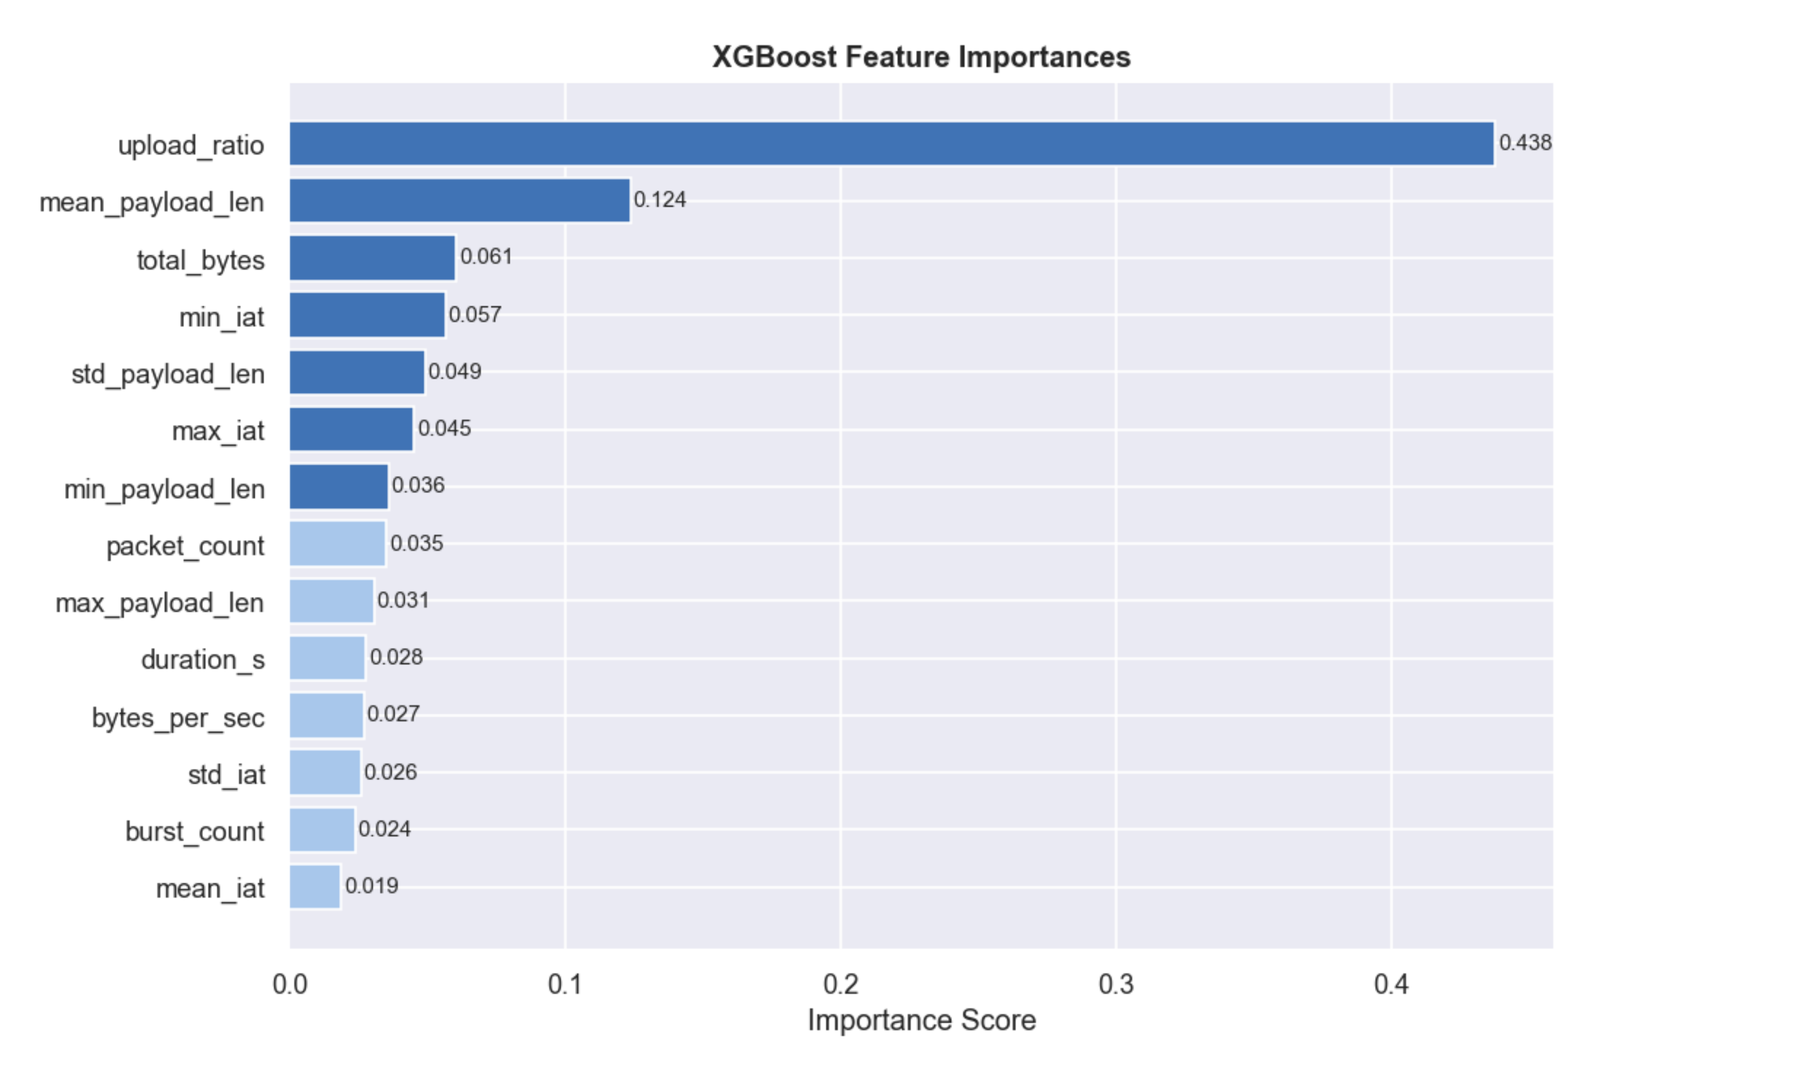 XGBoost Feature Importances
upload_ratio 0.438
mean_payload_len 0.124
total_bytes 0.061
min_iat 0.057
std_payload_len 0.049
max_iat 0.045
min_payload_len 0.036
packet_count 0.035
max_payload_len 0.031
duration_s 0.028
bytes_per_sec 0.027
std_iat 0.026
burst_count 0.024
mean_iat 0.019
0.0 0.1 0.2 0.3 0.4
Importance Score